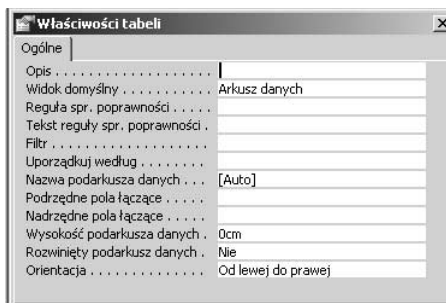 Właściwości tabeli
Ogólne
Opis . . . . . . . . . . . . . . . . . . .
Widok domyślny . . . . . . . . . Arkusz danych
Reguła spr. poprawności . . . . .
Tekst reguły spr. poprawności .
Filtr . . . . . . . . . . . . . . . . . . .
Uporządkuj według . . . . . . . .
Nazwa podarkusza danych . . . [Auto]
Podrzędne pola łączące . . . . .
Nadrzędne pola łączące . . . . .
Wysokość podarkusza danych . 0cm
Rozwinięty podarkusz danych . Nie
Orientacja . . . . . . . . . . . . . . Od lewej do prawej